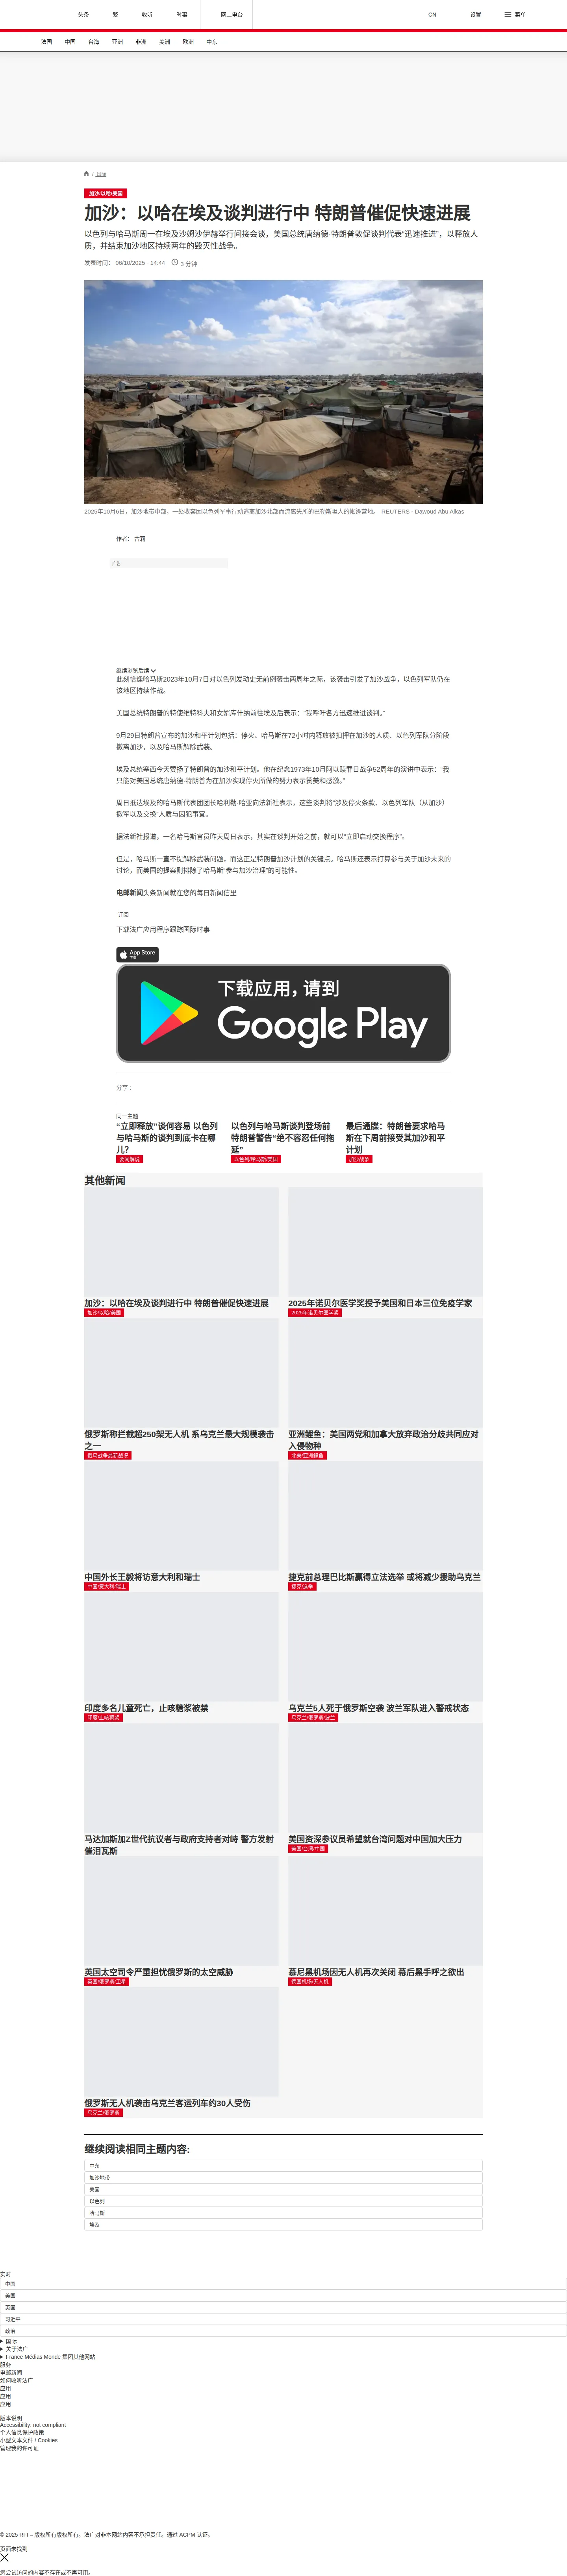 头条
繁
收听
时事
网上电台
CN
设置
菜单
法国
中国
台海
亚洲
非洲
美洲
欧洲
中东
/ 国际
加沙/以哈/美国
加沙：以哈在埃及谈判进行中 特朗普催促快速进展
以色列与哈马斯周一在埃及沙姆沙伊赫举行间接会谈，美国总统唐纳德·特朗普敦促谈判代表“迅速推进”，以释放人
质，并结束加沙地区持续两年的毁灭性战争。
发表时间： 06/10/2025 - 14:44
3 分钟
2025年10月6日，加沙地带中部，一处收容因以色列军事行动逃离加沙北部而流离失所的巴勒斯坦人的帐篷营地。 REUTERS - Dawoud Abu Alkas
作者： 古莉
广告
继续浏览后续
此刻恰逢哈马斯2023年10月7日对以色列发动史无前例袭击两周年之际，该袭击引发了加沙战争，以色列军队仍在
该地区持续作战。
美国总统特朗普的特使维特科夫和女婿库什纳前往埃及后表示：“我呼吁各方迅速推进谈判。”
9月29日特朗普宣布的加沙和平计划包括：停火、哈马斯在72小时内释放被扣押在加沙的人质、以色列军队分阶段
撤离加沙，以及哈马斯解除武装。
埃及总统塞西今天赞扬了特朗普的加沙和平计划。他在纪念1973年10月阿以赎罪日战争52周年的演讲中表示：“我
只能对美国总统唐纳德·特朗普为在加沙实现停火所做的努力表示赞美和感激。”
周日抵达埃及的哈马斯代表团团长哈利勒·哈亚向法新社表示，这些谈判将“涉及停火条款、以色列军队（从加沙）
撤军以及交换”人质与囚犯事宜。
据法新社报道，一名哈马斯官员昨天周日表示，其实在谈判开始之前，就可以“立即启动交换程序”。
但是，哈马斯一直不提解除武装问题，而这正是特朗普加沙计划的关键点。哈马斯还表示打算参与关于加沙未来的
讨论，而美国的提案则排除了哈马斯“参与加沙治理”的可能性。
电邮新闻头条新闻就在您的每日新闻信里
订阅
下载法广应用程序跟踪国际时事
App Store
下载
下载应用，请到
Google Play
分享 :
同一主题
“立即释放”谈何容易 以色列
与哈马斯的谈判到底卡在哪
儿？
要闻解说
以色列与哈马斯谈判登场前
特朗普警告“绝不容忍任何拖
延”
以色列/哈马斯/美国
最后通牒：特朗普要求哈马
斯在下周前接受其加沙和平
计划
加沙战争
其他新闻
加沙：以哈在埃及谈判进行中 特朗普催促快速进展
加沙/以哈/美国
2025年诺贝尔医学奖授予美国和日本三位免疫学家
2025年诺贝尔医学奖
俄罗斯称拦截超250架无人机 系乌克兰最大规模袭击
之一
俄乌战争最新战况
亚洲鲤鱼：美国两党和加拿大放弃政治分歧共同应对
入侵物种
北美/亚洲鲤鱼
中国外长王毅将访意大利和瑞士
中国/意大利/瑞士
捷克前总理巴比斯赢得立法选举 或将减少援助乌克兰
捷克/选举
印度多名儿童死亡，止咳糖浆被禁
印度/止咳糖浆
乌克兰5人死于俄罗斯空袭 波兰军队进入警戒状态
乌克兰/俄罗斯/波兰
马达加斯加Z世代抗议者与政府支持者对峙 警方发射
催泪瓦斯
美国资深参议员希望就台湾问题对中国加大压力
美国/台湾/中国
英国太空司令严重担忧俄罗斯的太空威胁
英国/俄罗斯/卫星
慕尼黑机场因无人机再次关闭 幕后黑手呼之欲出
德国机场/无人机
俄罗斯无人机袭击乌克兰客运列车约30人受伤
乌克兰/俄罗斯
继续阅读相同主题内容:
中东
加沙地带
美国
以色列
哈马斯
埃及
实时
中国
美国
英国
习近平
政治
国际
关于法广
France Médias Monde 集团其他网站
服务
电邮新闻
如何收听法广
应用
应用
应用
版本说明
Accessibility: not compliant
个人信息保护政策
小型文本文件 / Cookies
管理我的许可证
© 2025 RFI – 版权所有版权所有。法广对非本网站内容不承担责任。通过 ACPM 认证。
页面未找到
您尝试访问的内容不存在或不再可用。